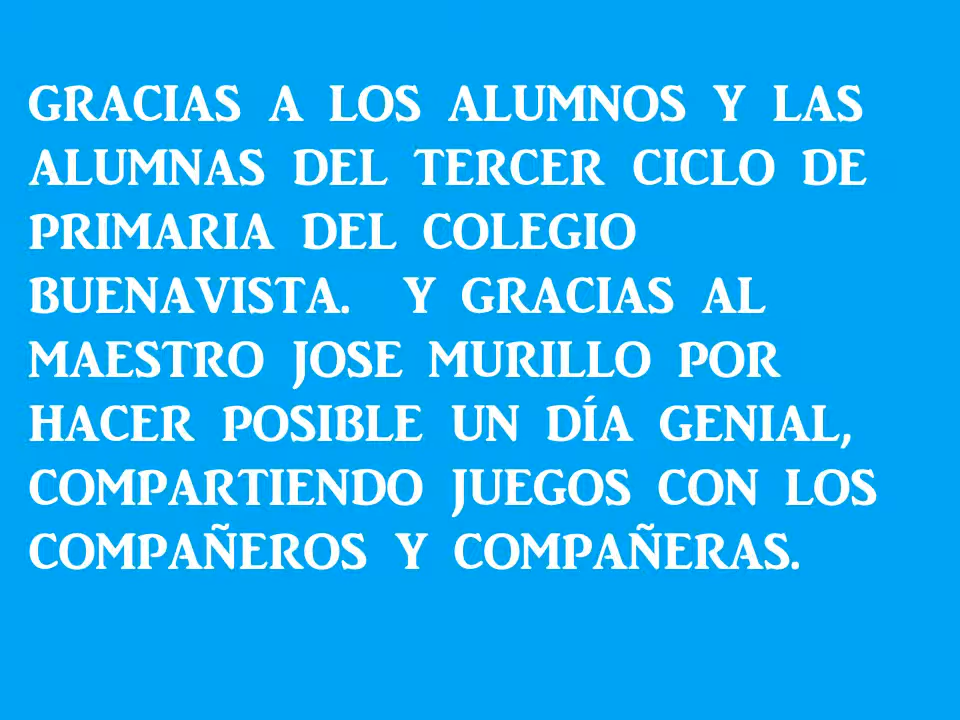 GRACIAS A LOS ALUMNOS Y LAS
ALUMNAS DEL TERCER CICLO DE
PRIMARIA DEL COLEGIO
BUENAVISTA. Y GRACIAS AL
MAESTRO JOSE MURILLO POR
HACER POSIBLE UN DÍA GENIAL,
COMPARTIENDO JUEGOS CON LOS
COMPAÑEROS Y COMPAÑERAS.